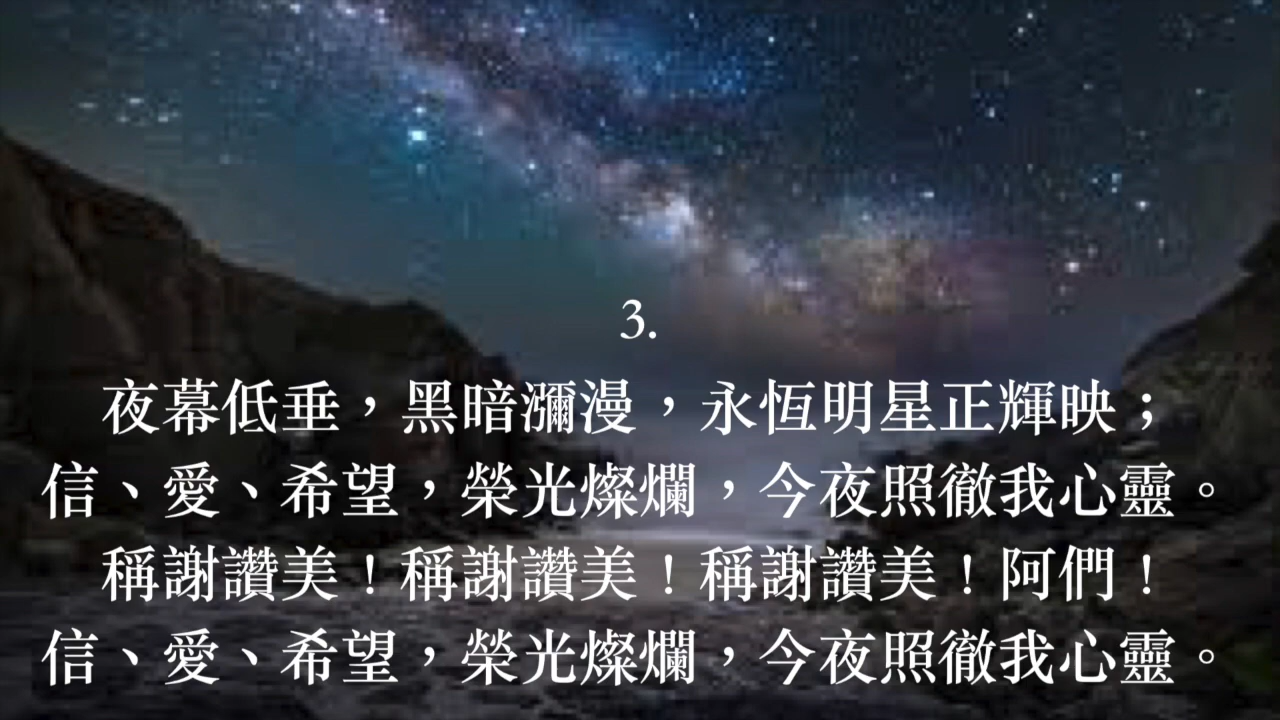 3.
夜幕低垂，黑暗瀰漫，永恆明星正輝映；
信、愛、希望，榮光燦爛，今夜照徹我心靈。
稱謝讚美！稱謝讚美！稱謝讚美！阿們！
信、愛、希望，榮光燦爛，今夜照徹我心靈。